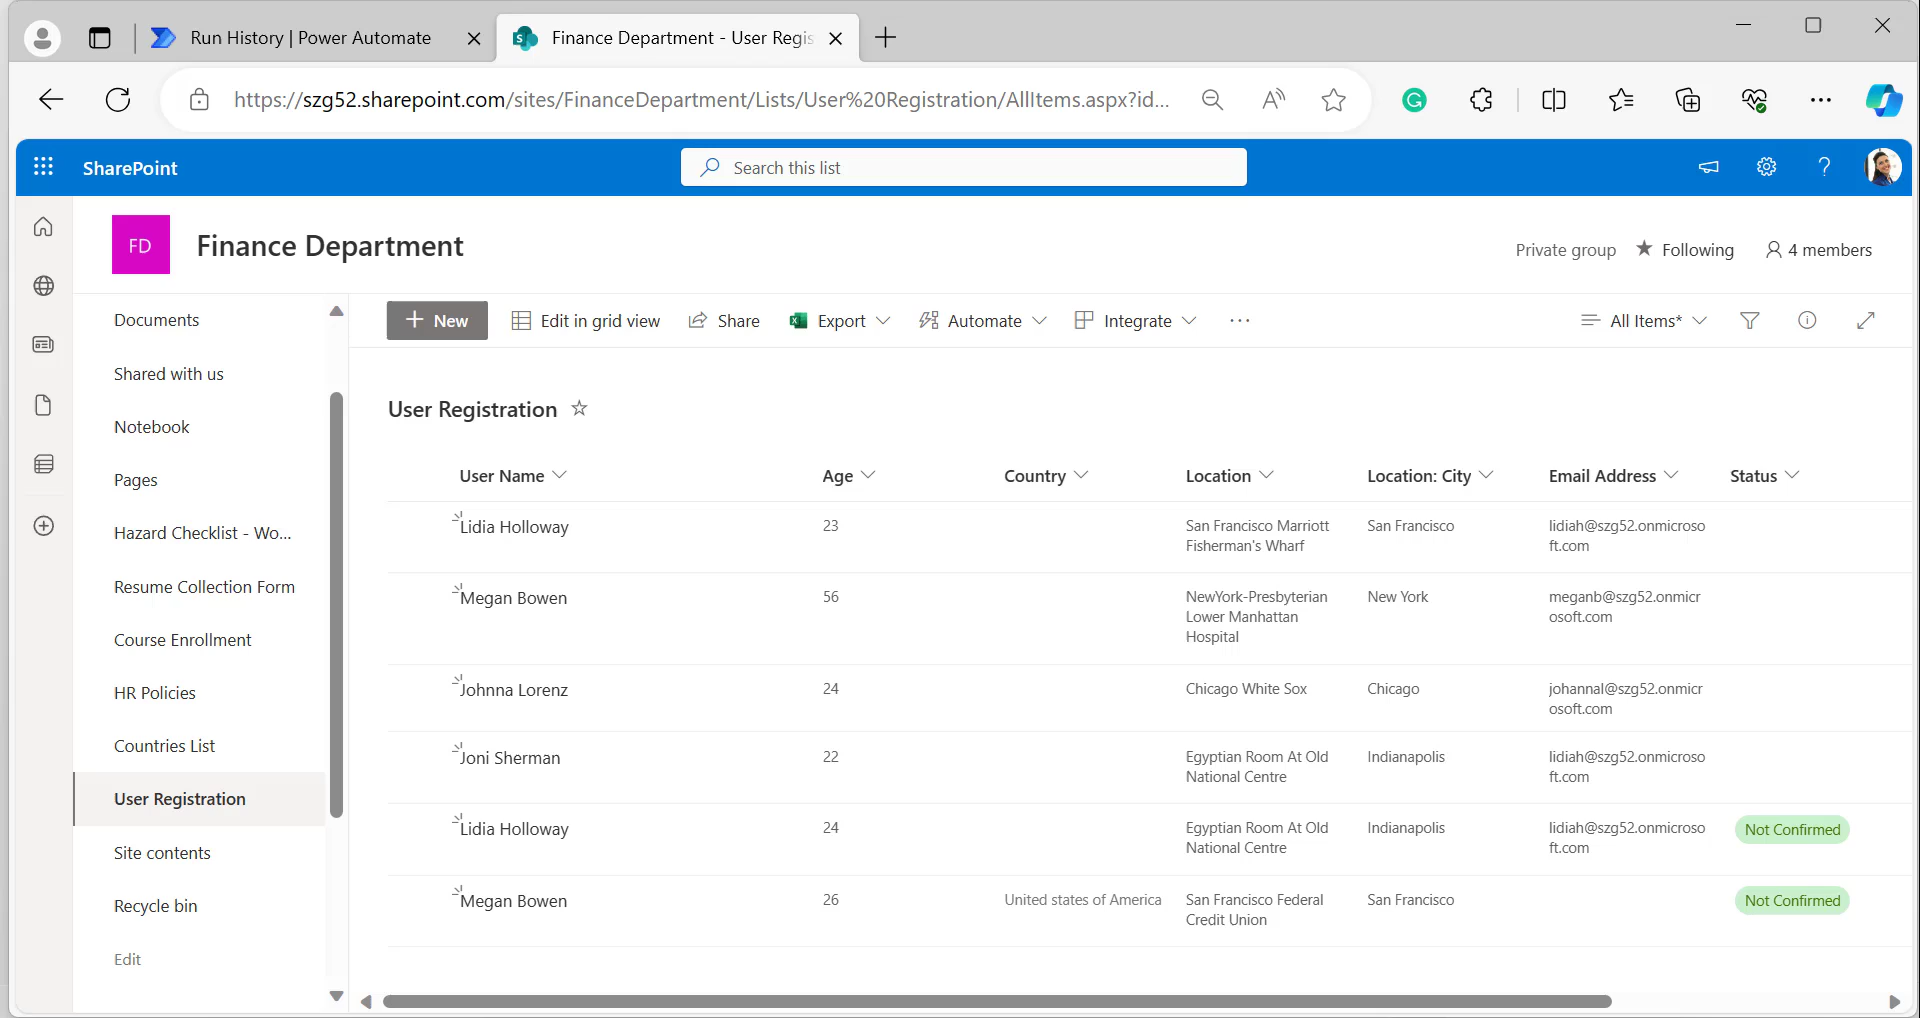 Run History | Power Automate
Finance Department - User Regis
https://szg52.sharepoint.com/sites/FinanceDepartment/Lists/User%20Registration/AllItems.aspx?id...
SharePoint
Search this list
FD
Finance Department
Private group
Following
4 members
Documents
Shared with us
Notebook
Pages
Hazard Checklist - Wo...
Resume Collection Form
Course Enrollment
HR Policies
Countries List
User Registration
Site contents
Recycle bin
Edit
New
Edit in grid view
Share
Export
Automate
Integrate
All Items*
User Registration
User Name Age Country Location Location: City Email Address Status
Lidia Holloway 23 San Francisco Marriott San Francisco lidiah@szg52.onmicroso
Fisherman's Wharf ft.com
Megan Bowen 56 NewYork-Presbyterian New York meganb@szg52.onmicr
Lower Manhattan osoft.com
Hospital
Johnna Lorenz 24 Chicago White Sox Chicago johannal@szg52.onmicr
osoft.com
Joni Sherman 22 Egyptian Room At Old Indianapolis lidiah@szg52.onmicroso
National Centre ft.com
Lidia Holloway 24 Egyptian Room At Old Indianapolis lidiah@szg52.onmicroso Not Confirmed
National Centre ft.com
Megan Bowen 26 United states of America San Francisco Federal San Francisco Not Confirmed
Credit Union